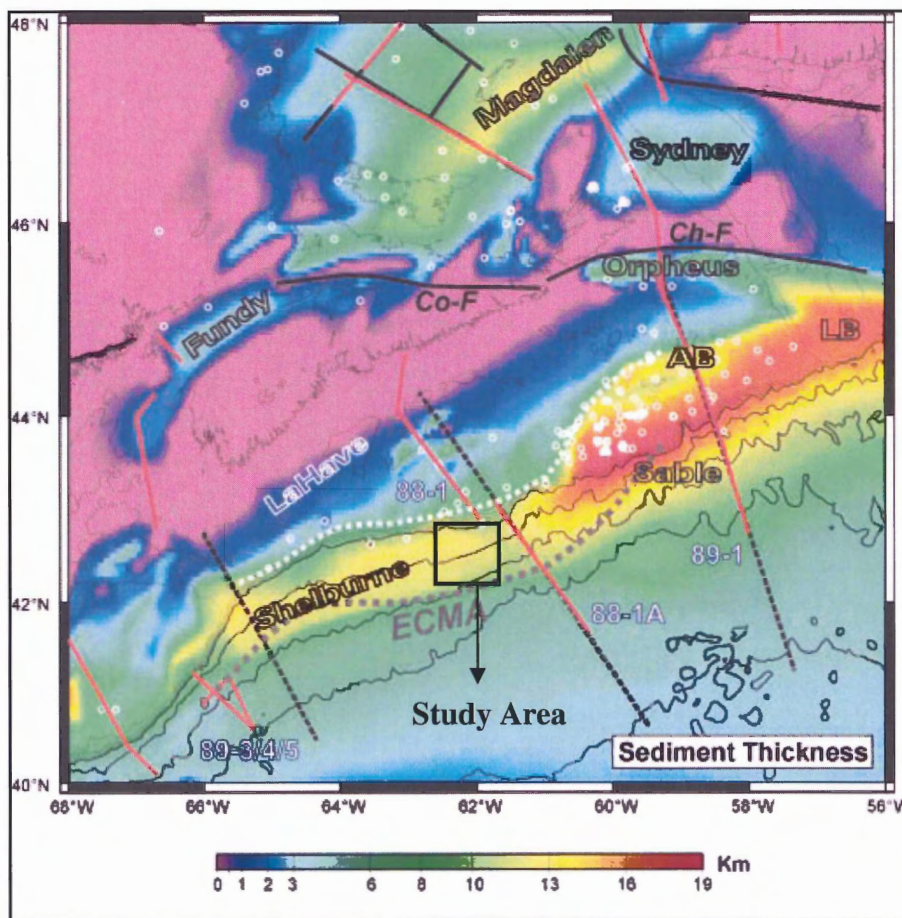 48°N
Magdalen
Sydney
46°N
Ch-F
Orpheus
Co-F
Fundy
LB
AB
44°N
LaHave
Sable
88-1
89-1
Shelburne
42°N
ECMA
88-1A
Study Area
89-3/4/5
Sediment Thickness
40°N
68°W 66°W 64°W 62°W 60°W 58°W 56°W
Km
0 1 2 3 6 8 10 13 16 19